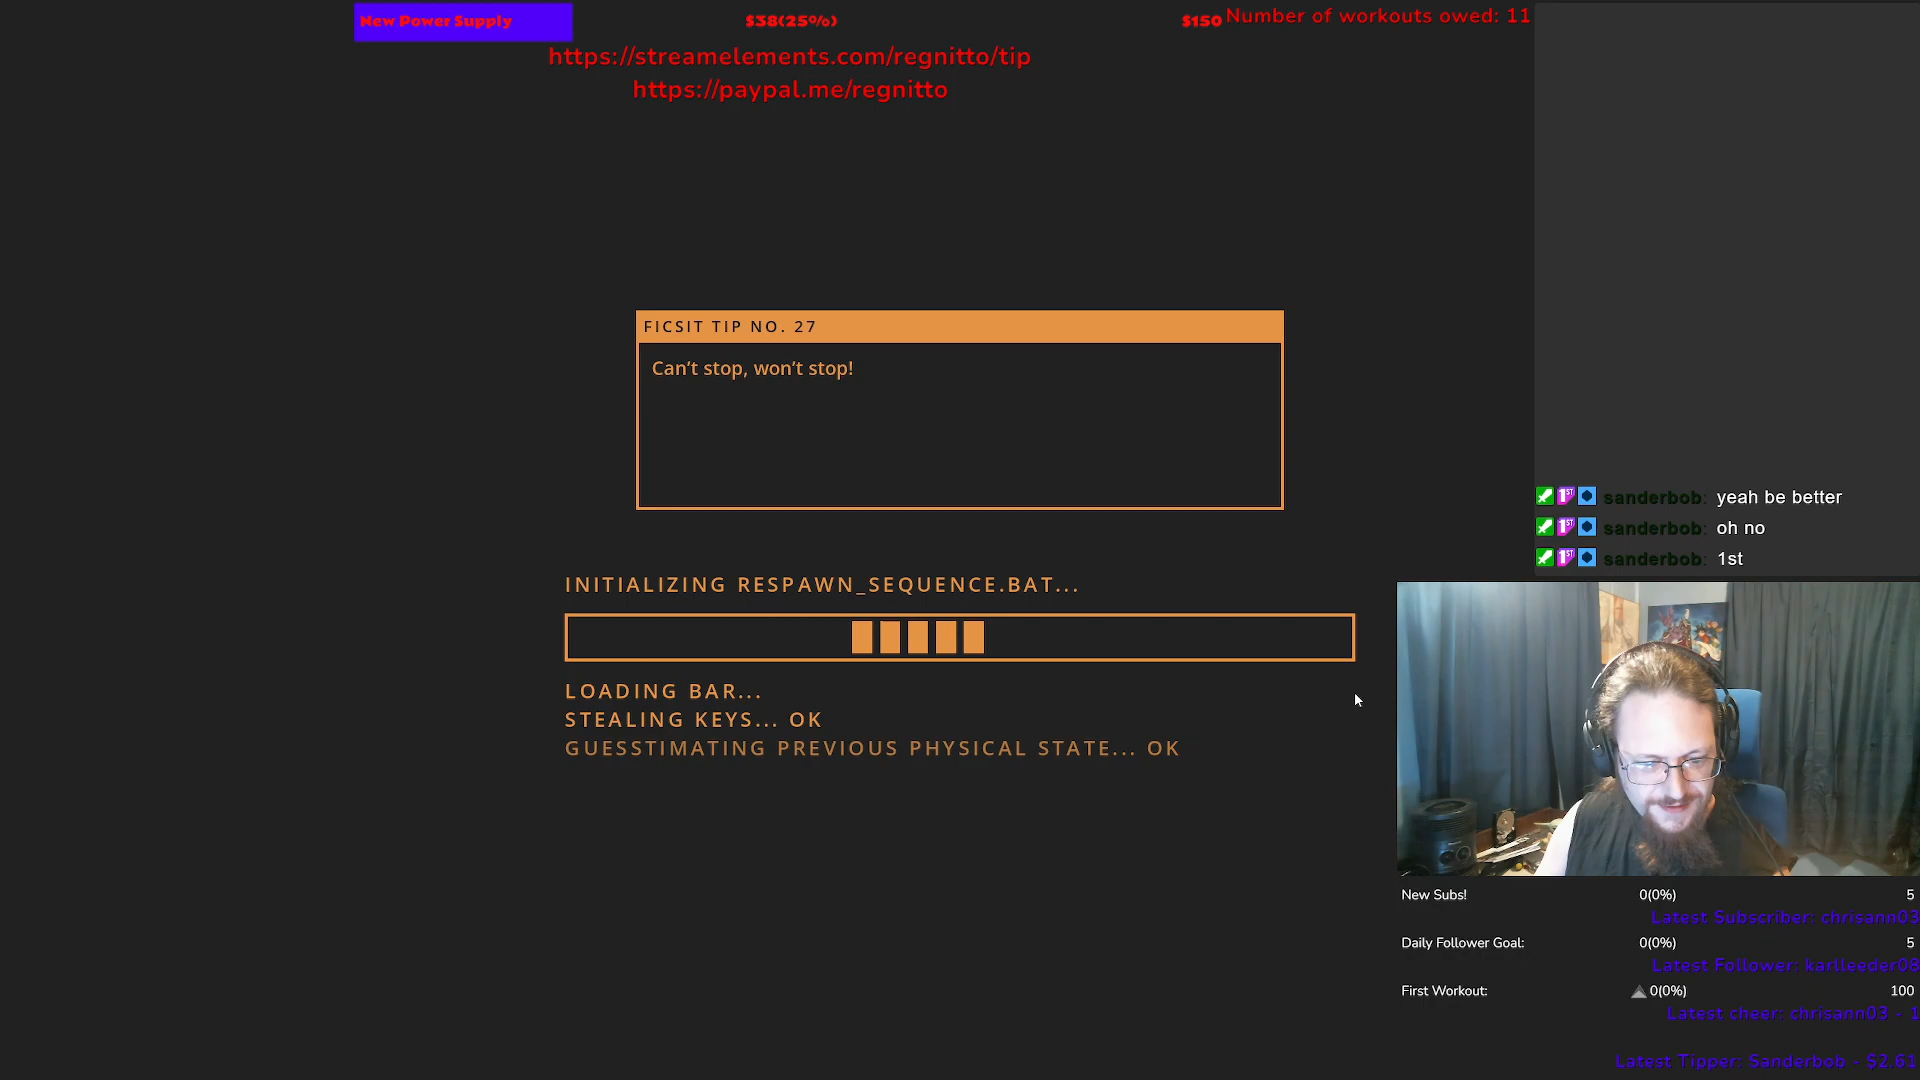 New Power Supply $38(25%) $150 Number of workouts owed: 11
https://streamelements.com/regnitto/tip
https://paypal.me/regnitto
FICSIT TIP NO. 27
Can’t stop, won’t stop!
sanderbob: yeah be better
sanderbob: oh no
1ST sanderbob: 1st
INITIALIZING RESPAWN_SEQUENCE.BAT...
LOADING BAR...
STEALING KEYS... OK
GUESSTIMATING PREVIOUS PHYSICAL STATE... OK
New Subs! 0(0%) 5
Latest Subscriber: chrisann03
Daily Follower Goal: 0(0%) 5
Latest Follower: karlleeder08
First Workout: 0(0%) 100
Latest cheer: chrisann03 - 1
Latest Tipper: Sanderbob - $2.61